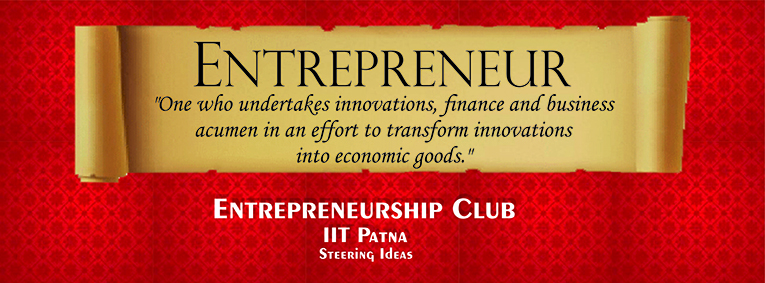 ENTREPRENEUR
"One who undertakes innovations, finance and business
acumen in an effort to transform innovations
into economic goods."
ENTREPRENEURSHIP CLUB
IIT PATNA
STEERING IDEAS